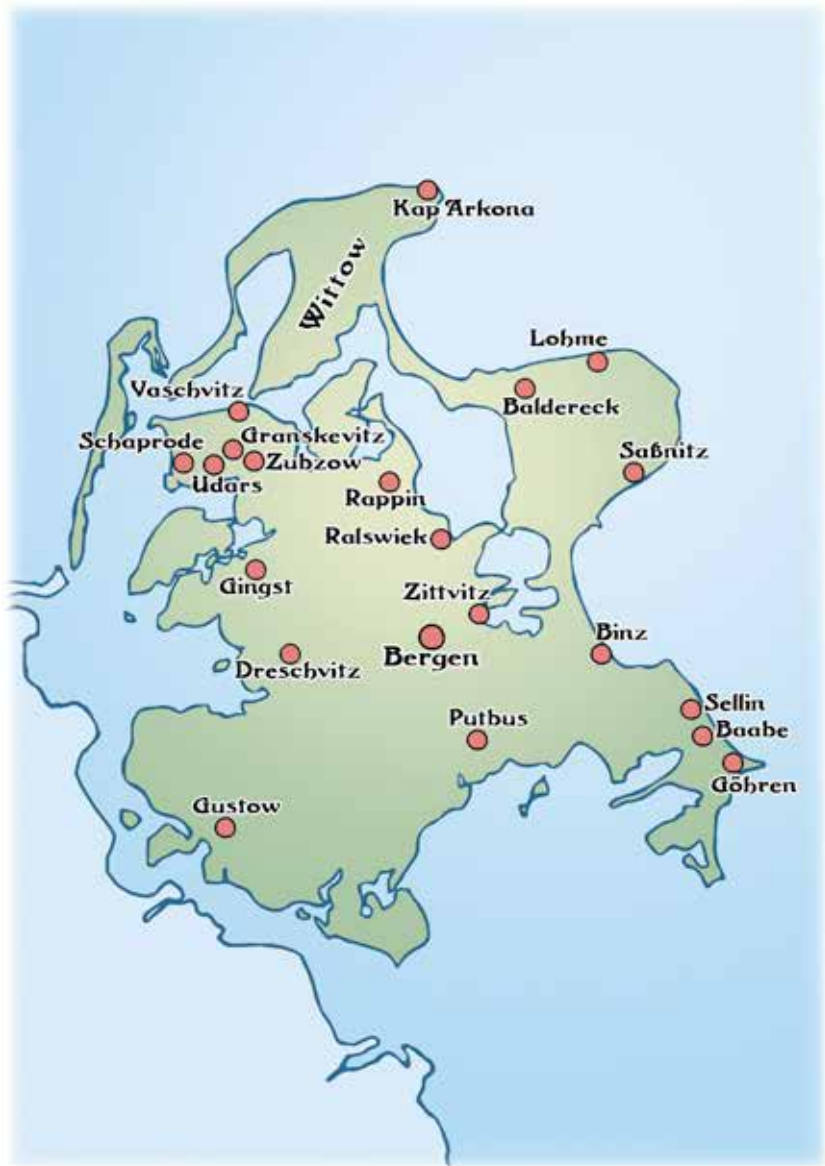 Kap Arkona
Wittow
Lohme
Vaschvitz
Baldereck
Granskevitz
Schaprode
Saßnitz
Zubzow
Udars
Rappin
Ralswiek
Gingst
Zittvitz
Binz
Bergen
Dreschvitz
Sellin
Putbus
Baabe
Göhren
Gustow